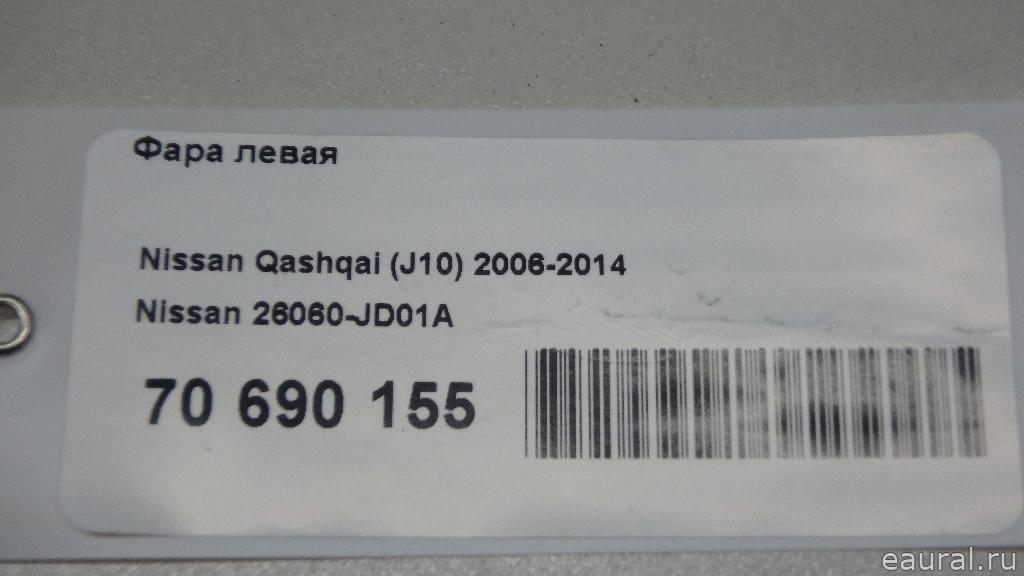 Фара левая
Nissan Qashqai (J10) 2006-2014
Nissan 26060-JD01A
70 690 155
eaural.ru